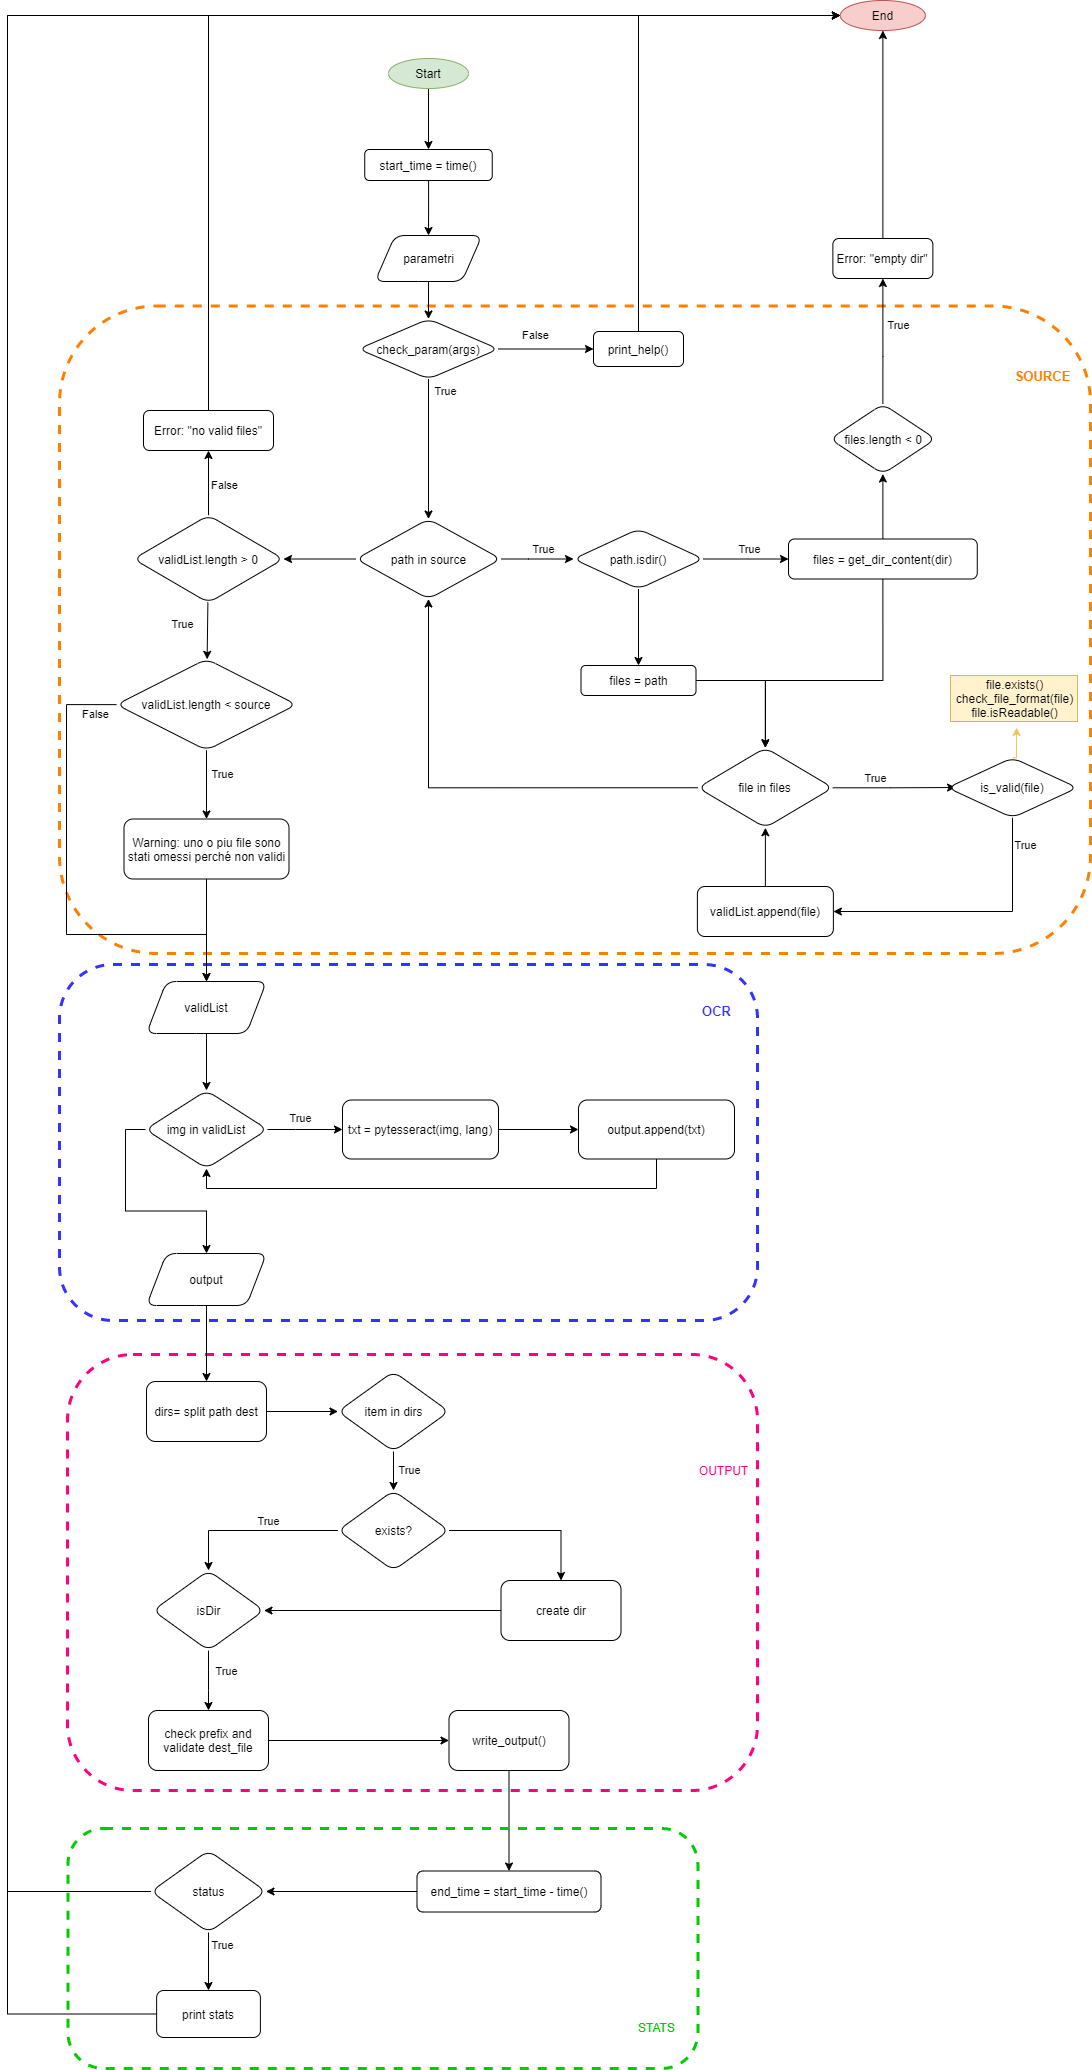 End
Start
start_time = time()
parametri
Error: "empty dir"
True
check_param(args)
False
print_help()
SOURCE
True
Error: "no valid files"
files.length < 0
False
validList.length > 0
path in source
True
path.isdir()
True
files = get_dir_content(dir)
True
files = path
file.exists()
check_file_format(file)
file.isReadable()
validList.length < source
False
True
file in files
True
is_valid(file)
True
Warning: uno o piu file sono
stati omessi perché non validi
validList.append(file)
validList
OCR
img in validList
True
txt = pytesseract(img, lang)
output.append(txt)
output
dirs= split path dest
item in dirs
True
OUTPUT
True
exists?
isDir
create dir
True
check prefix and
validate dest_file
write_output()
status
end_time = start_time - time()
True
print stats
STATS